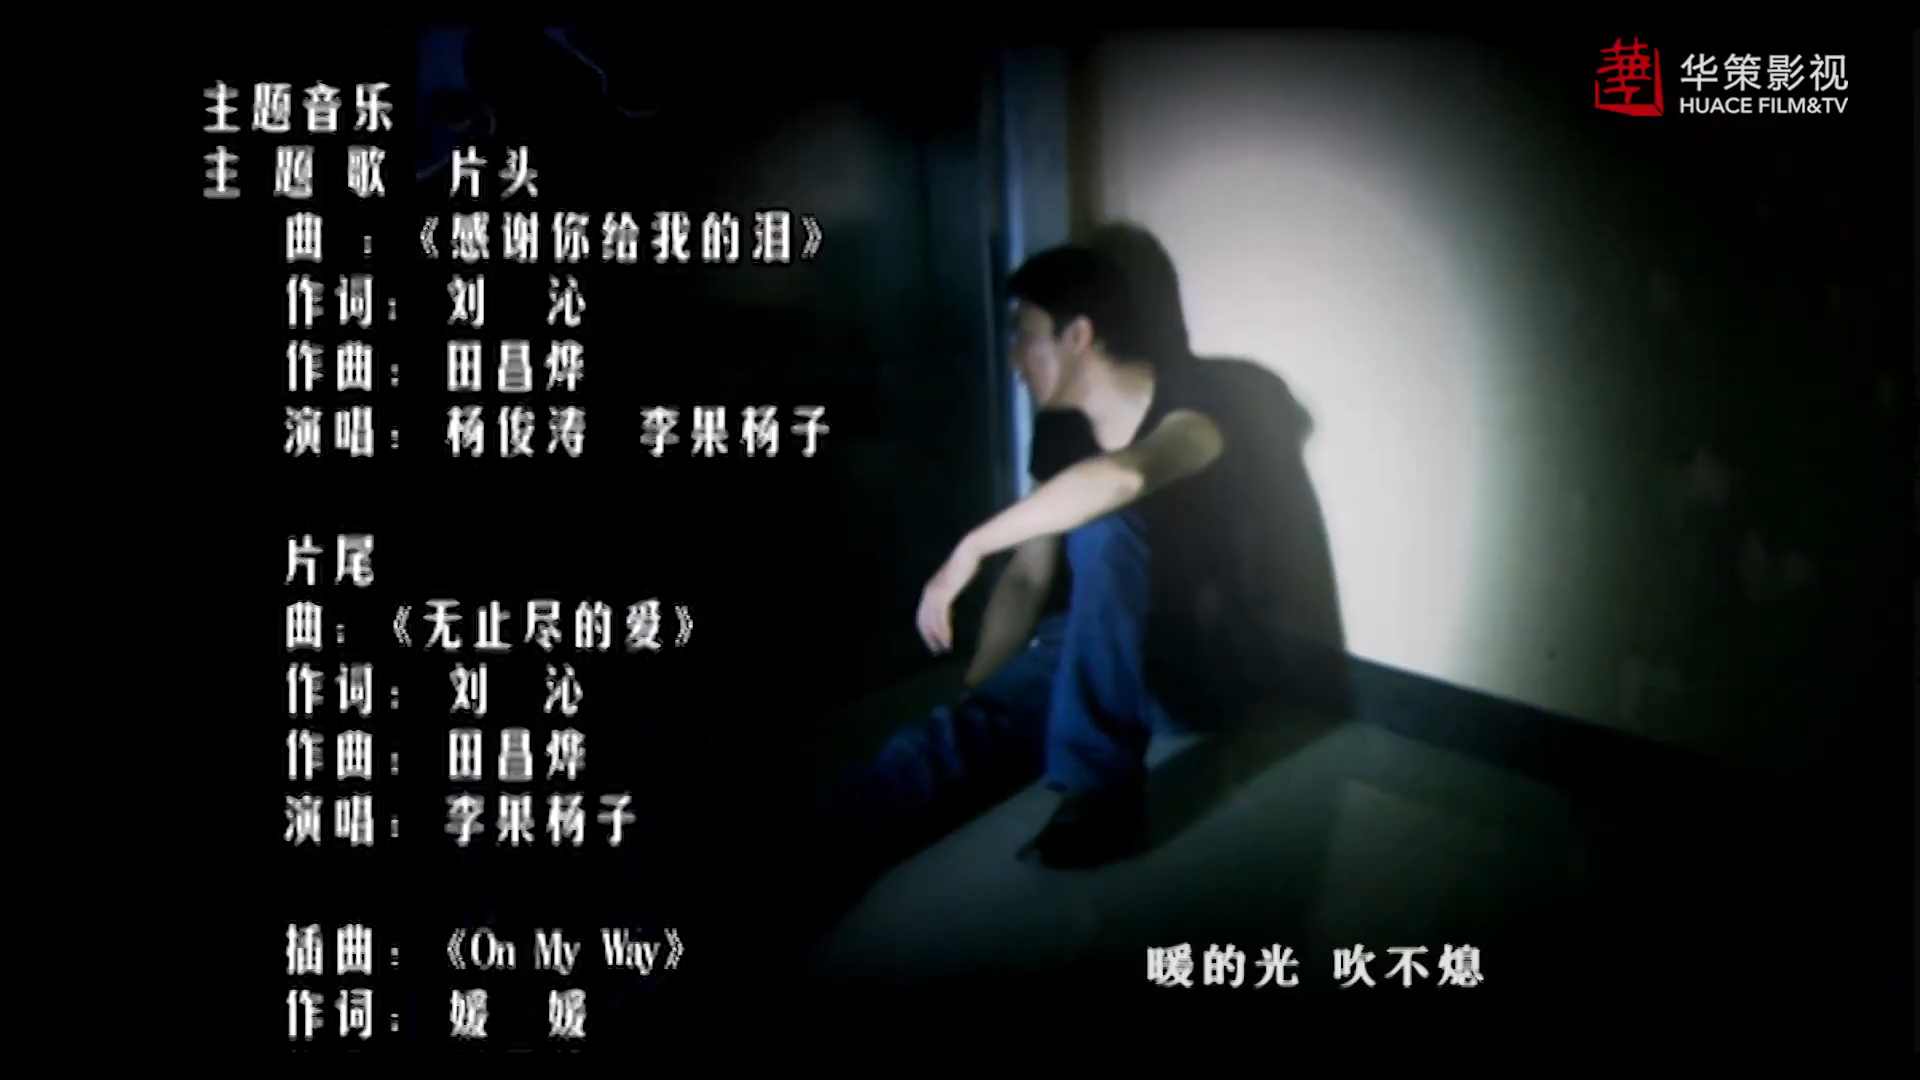 华策影视
HUACE FILM&TV
主题音乐
主 题 歌 片头
曲 : 《感谢你给我的泪》
作词: 刘 沁
作曲: 田昌烨
演唱: 杨俊涛 李果杨子
片尾
曲: 《无止尽的爱》
作词: 刘 沁
作曲: 田昌烨
演唱: 李果杨子
插曲: 《On My Way》
作词: 媛 媛
暖的光 吹不熄